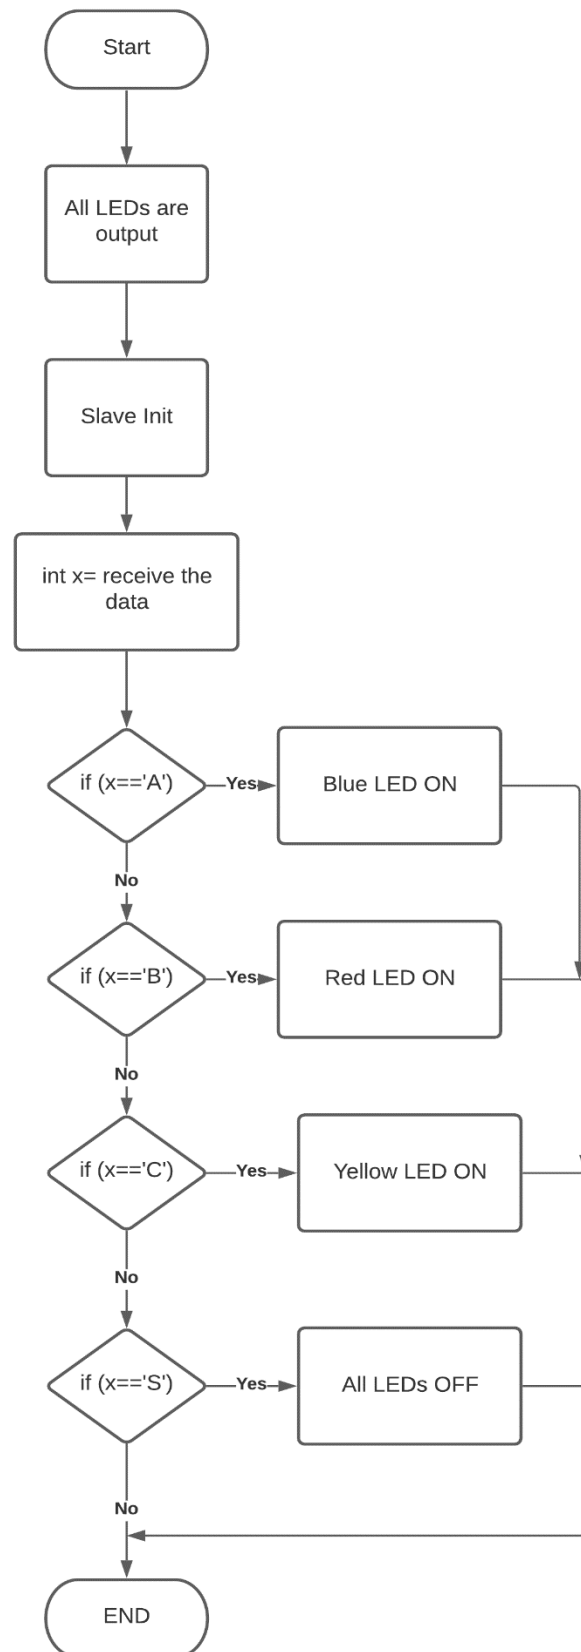 Start
All LEDs are
output
Slave Init
int x= receive the
data
if (x=='A')
Yes
Blue LED ON
No
if (x=='B')
Yes
Red LED ON
No
if (x=='C')
Yes
Yellow LED ON
No
if (x=='S')
Yes
All LEDs OFF
No
END